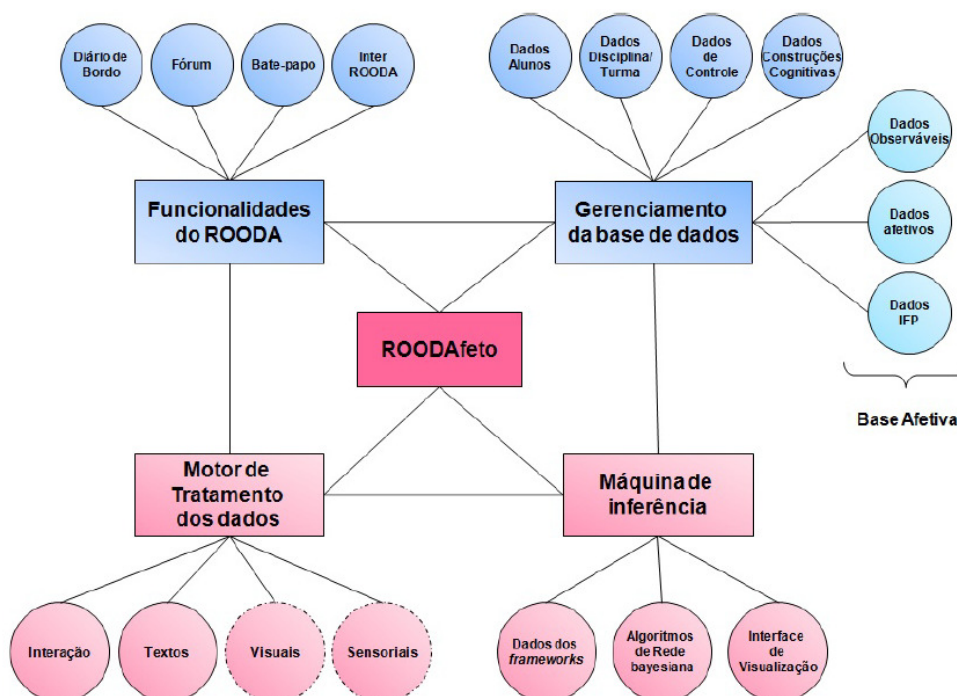 Diário de
Bordo
Fórum
Bate-papo
Inter
ROODA
Dados
Alunos
Dados
Disciplina/
Turma
Dados
de
Controle
Dados
Construções
Cognitivas
Dados
Observáveis
Dados
afetivos
Dados
IFP
Base Afetiva
Funcionalidades
do ROODA
Gerenciamento
da base de dados
ROODAfeto
Motor de
Tratamento
dos dados
Máquina de
inferência
Interação
Textos
Visuais
Sensoriais
Dados dos
frameworks
Algoritmos
de Rede
bayesiana
Interface
de
Visualização